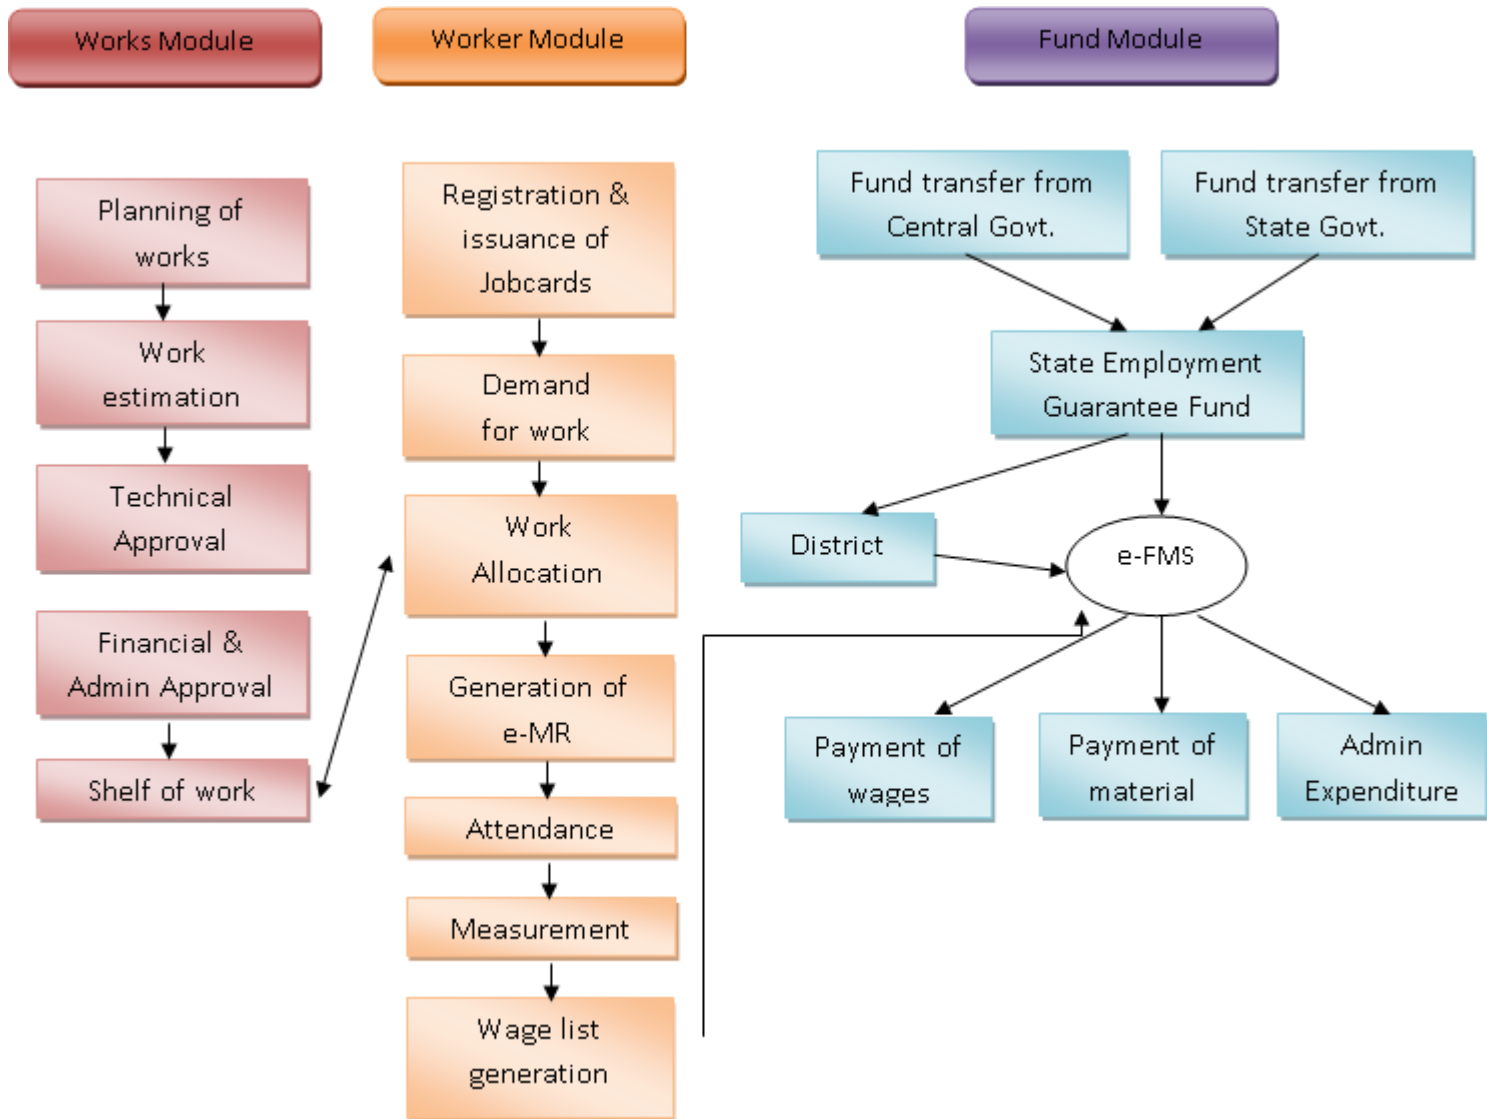 Works Module
Worker Module
Fund Module
Planning of
works
Work
estimation
Technical
Approval
Financial &
Admin Approval
Shelf of work
Registration &
issuance of
Jobcards
Demand
for work
Work
Allocation
Generation of
e-MR
Attendance
Measurement
Wage list
generation
Fund transfer from
Central Govt.
Fund transfer from
State Govt.
State Employment
Guarantee Fund
District
e-FMS
Payment of
wages
Payment of
material
Admin
Expenditure